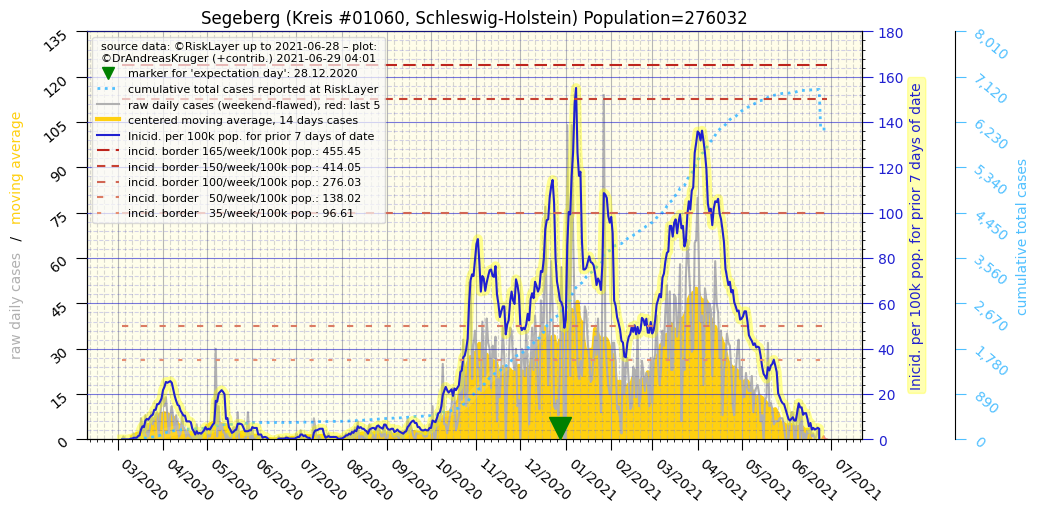 Segeberg (Kreis #01060, Schleswig-Holstein) Population=276032
source data: ©RiskLayer up to 2021-06-28 – plot:
©DrAndreasKruger (+contrib.) 2021-06-29 04:01
marker for 'expectation day': 28.12.2020
cumulative total cases reported at RiskLayer
raw daily cases (weekend-flawed), red: last 5
centered moving average, 14 days cases
Inicid. per 100k pop. for prior 7 days of date
incid. border 165/week/100k pop.: 455.45
incid. border 150/week/100k pop.: 414.05
incid. border 100/week/100k pop.: 276.03
incid. border 50/week/100k pop.: 138.02
incid. border 35/week/100k pop.: 96.61
raw daily cases / moving average
135
120
105
90
75
60
45
30
15
0
180
160
140
120
100
80
60
40
20
0
Inicid. per 100k pop. for prior 7 days of date
8,010
7,120
6,230
5,340
4,450
3,560
2,670
1,780
890
0
cumulative total cases
03/2020
04/2020
05/2020
06/2020
07/2020
08/2020
09/2020
10/2020
11/2020
12/2020
01/2021
02/2021
03/2021
04/2021
05/2021
06/2021
07/2021